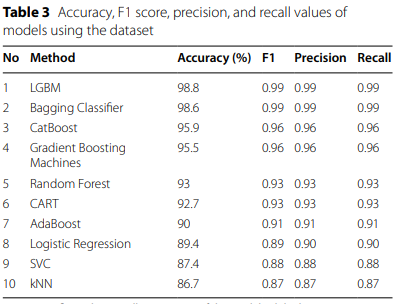 Table 3 Accuracy, F1 score, precision, and recall values of
models using the dataset
No Method Accuracy (%) F1 Precision Recall
1 LGBM 98.8 0.99 0.99 0.99
2 Bagging Classifier 98.6 0.99 0.99 0.99
3 CatBoost 95.9 0.96 0.96 0.96
4 Gradient Boosting 95.5 0.96 0.96 0.96
Machines
5 Random Forest 93 0.93 0.93 0.93
6 CART 92.7 0.93 0.93 0.93
7 AdaBoost 90 0.91 0.91 0.91
8 Logistic Regression 89.4 0.89 0.90 0.90
9 SVC 87.4 0.88 0.88 0.88
10 kNN 86.7 0.87 0.87 0.87